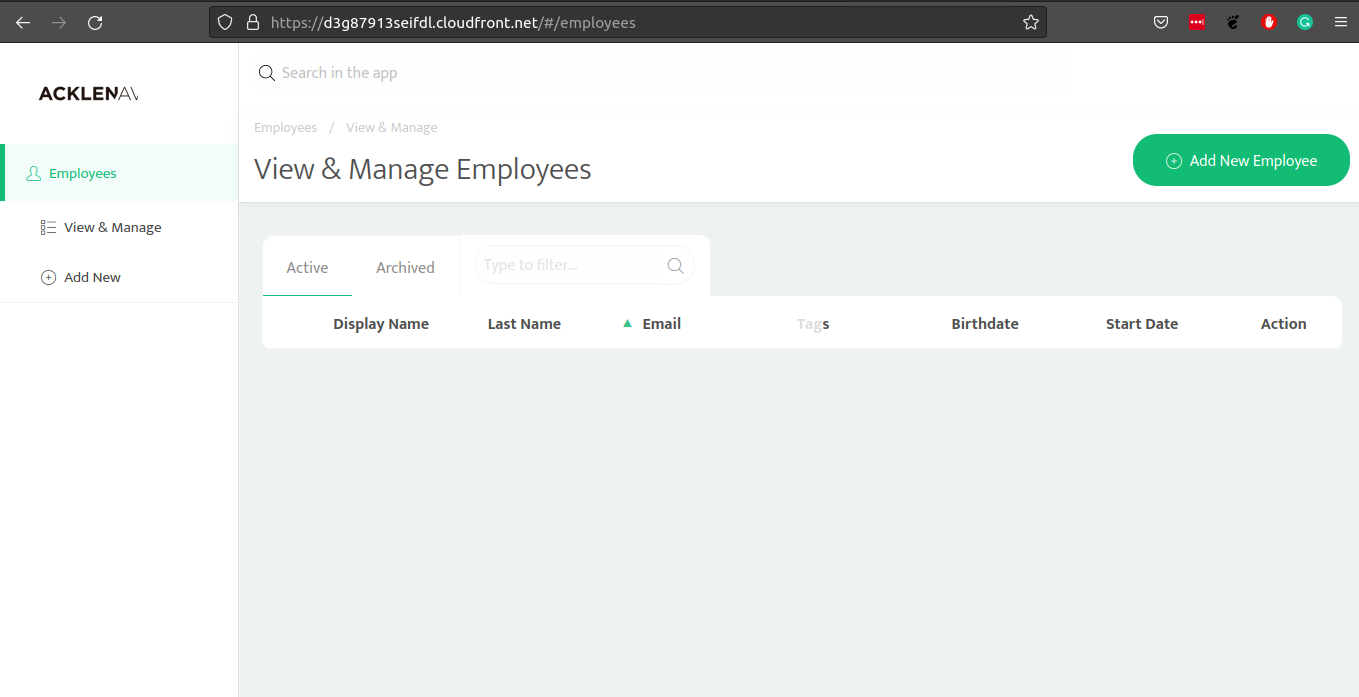 https://d3g87913seifdl.cloudfront.net/#/employees
ACKLENAV
Search in the app
Employees / View & Manage
View & Manage Employees
Add New Employee
Employees
View & Manage
Add New
Active Archived Type to filter...
Display Name Last Name Email Tags Birthdate Start Date Action